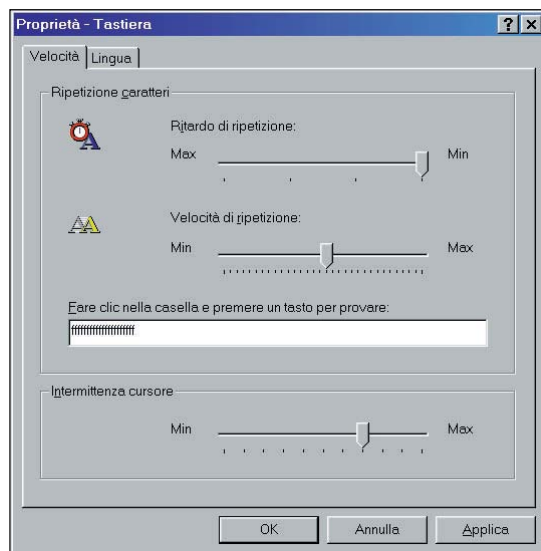 Proprietà - Tastiera
Velocità Lingua
Ripetizione caratteri
Ritardo di ripetizione:
Max Min
Velocità di ripetizione:
Min Max
Fare clic nella casella e premere un tasto per provare:
Intermittenza cursore
Min Max
OK Annulla Applica